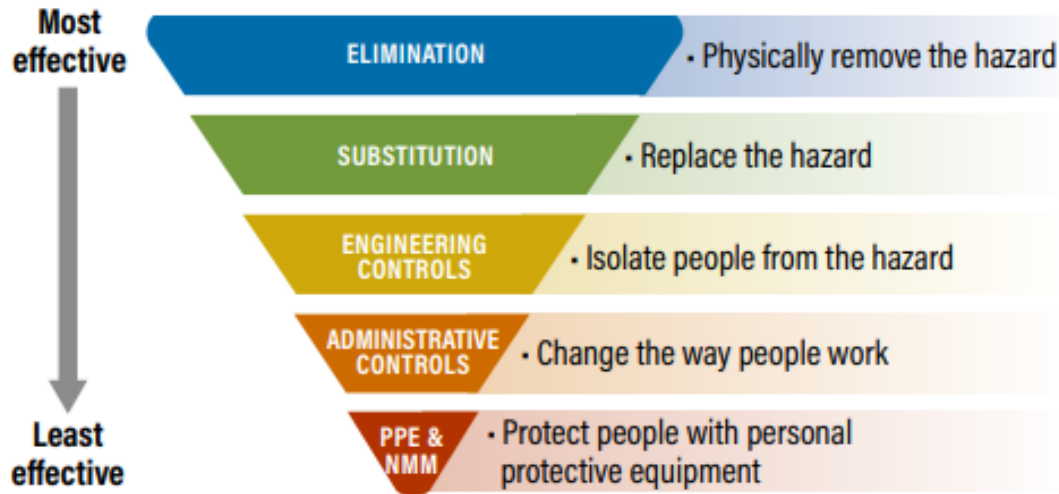 Most
effective
ELIMINATION
• Physically remove the hazard
SUBSTITUTION
• Replace the hazard
ENGINEERING
CONTROLS
• Isolate people from the hazard
ADMINISTRATIVE
CONTROLS
• Change the way people work
Least
effective
PPE &
NMM
• Protect people with personal
protective equipment